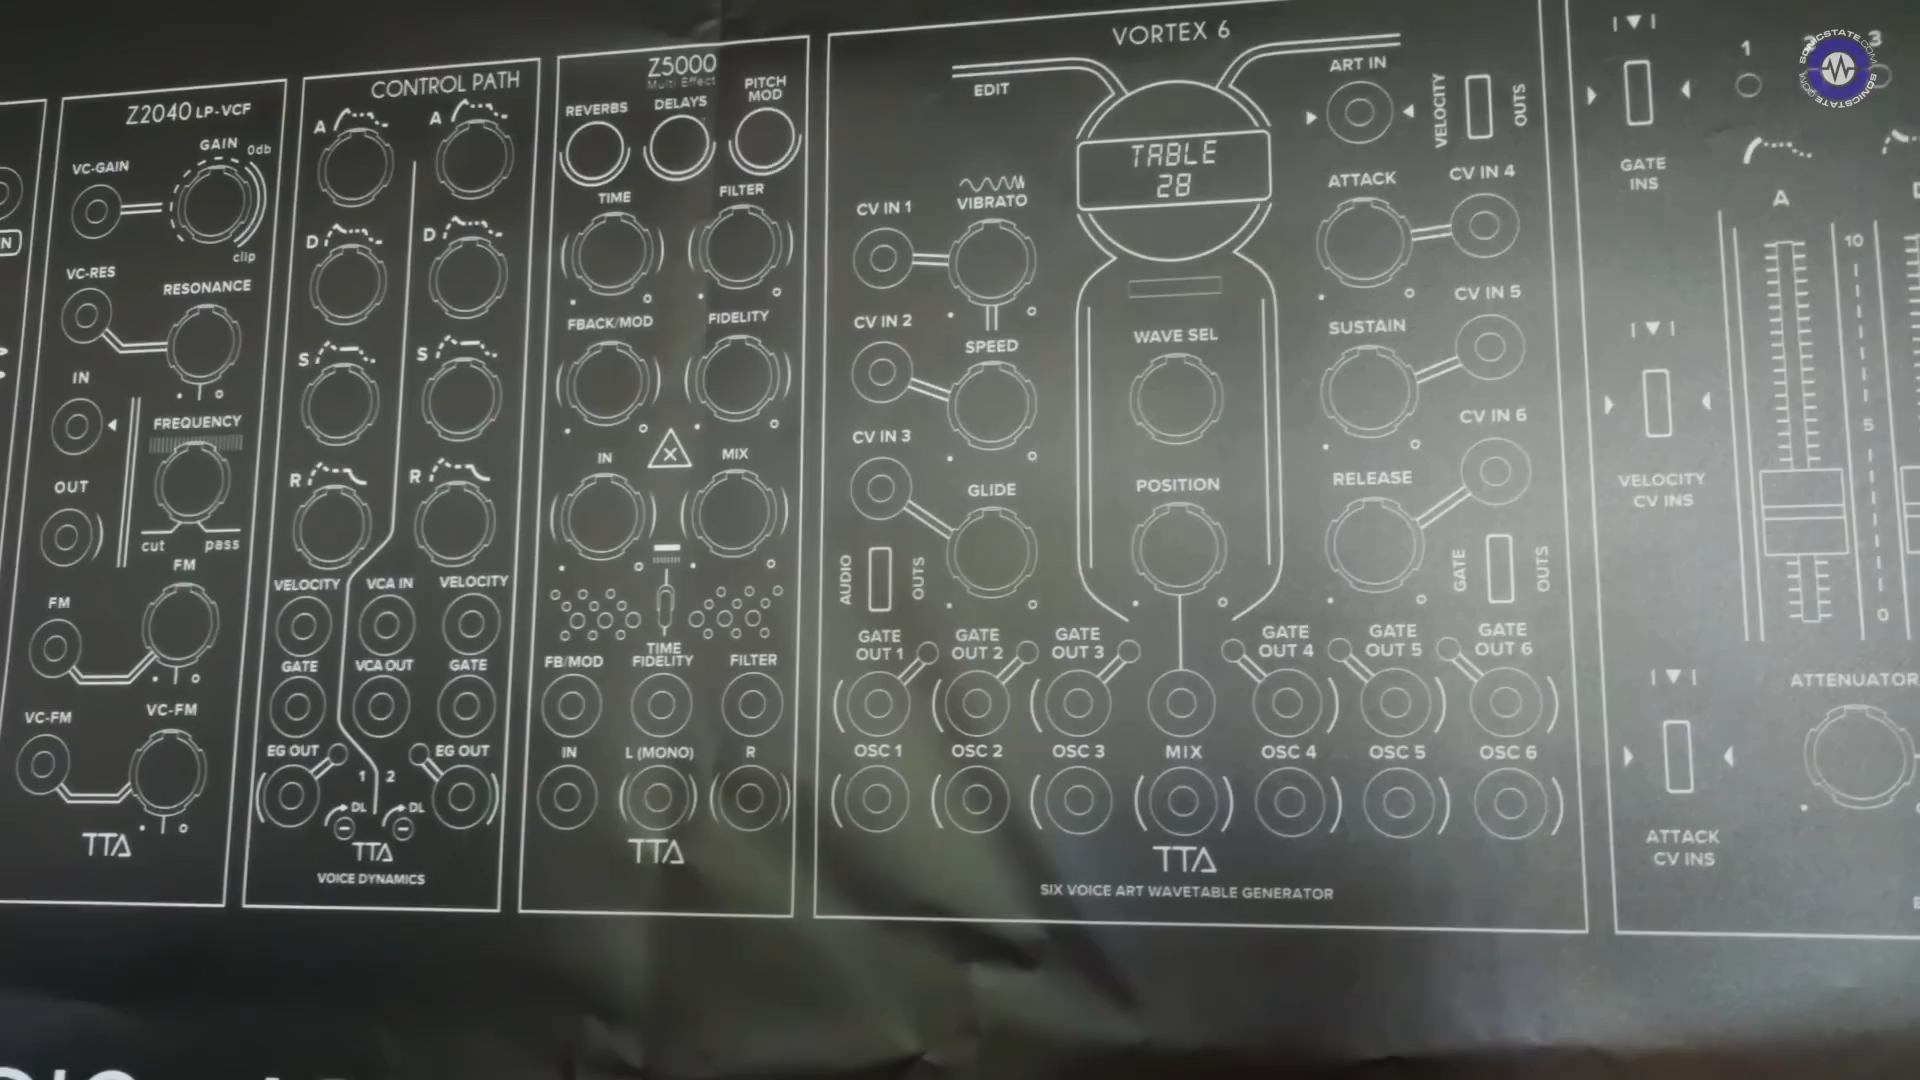 Z2040 LP-VCF
GAIN
0db
VC-GAIN
clip
VC-RES
RESONANCE
IN
FREQUENCY
OUT
cut
pass
FM
FM
VC-FM
VC-FM
TTA
CONTROL PATH
A
A
D
D
S
S
R
R
VELOCITY
VCA IN
VELOCITY
GATE
VCA OUT
GATE
EG OUT
EG OUT
1
2
DL
DL
TTA
VOICE DYNAMICS
Z5000
Multi Effect
REVERBS
DELAYS
PITCH
MOD
TIME
FILTER
FBACK/MOD
FIDELITY
IN
MIX
TIME
FB/MOD
FIDELITY
FILTER
IN
L (MONO)
R
TTA
VORTEX 6
EDIT
TABLE
28
ART IN
VELOCITY
OUTS
CV IN 1
VIBRATO
ATTACK
CV IN 4
CV IN 2
SPEED
WAVE SEL
SUSTAIN
CV IN 5
CV IN 3
GLIDE
POSITION
RELEASE
CV IN 6
AUDIO
OUTS
GATE
OUTS
GATE
OUT 1
GATE
OUT 2
GATE
OUT 3
GATE
OUT 4
GATE
OUT 5
GATE
OUT 6
OSC 1
OSC 2
OSC 3
MIX
OSC 4
OSC 5
OSC 6
TTA
SIX VOICE ART WAVETABLE GENERATOR
1
3
GATE
INS
A
10
5
0
VELOCITY
CV INS
ATTENUATOR
ATTACK
CV INS
SONICSTATE.COM
SONICSTATE.COM